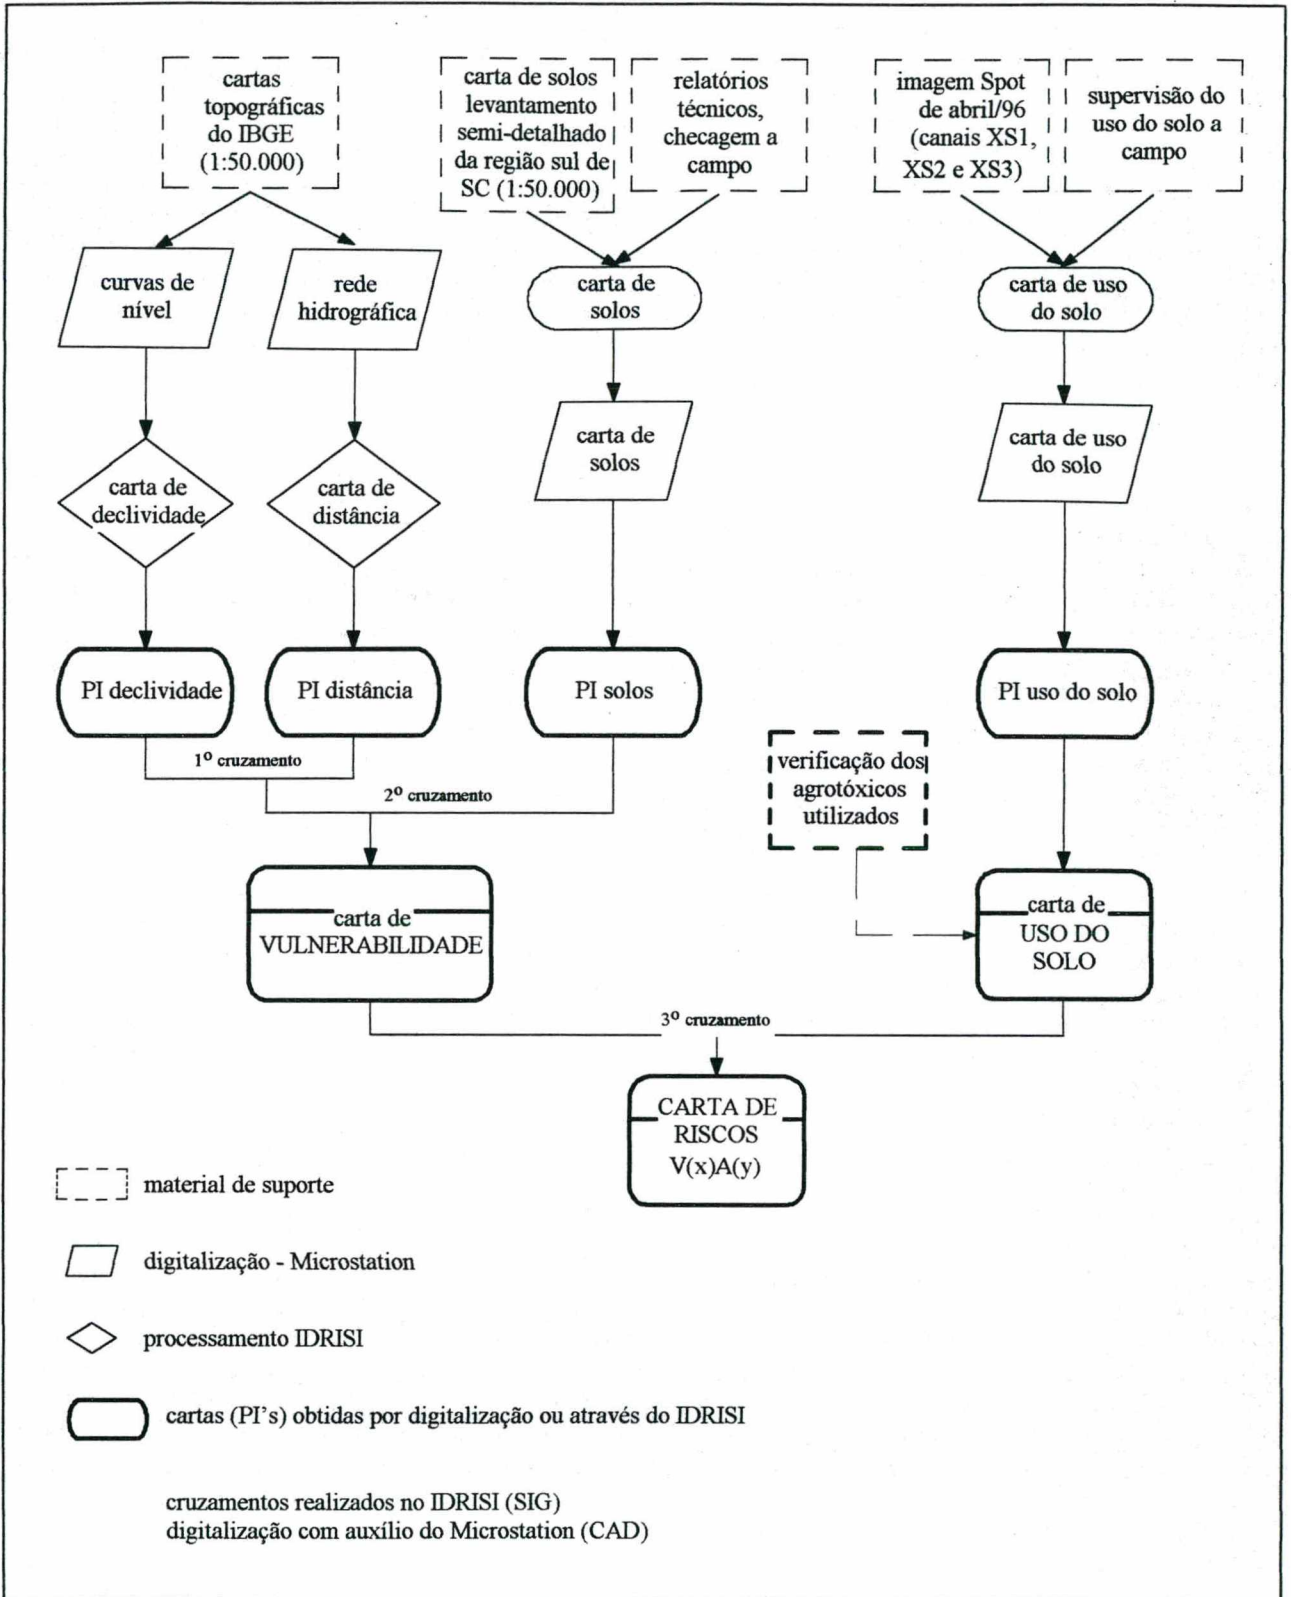 cartas
topográficas
do IBGE
(1:50.000)
carta de solos
levantamento
semi-detalhado
da região sul de
SC (1:50.000)
relatórios
técnicos,
checagem a
campo
imagem Spot
de abril/96
(canais XS1,
XS2 e XS3)
supervisão do
uso do solo a
campo
curvas de
nível
rede
hidrográfica
carta de
solos
carta de uso
do solo
carta de
solos
carta de uso
do solo
carta de
declividade
carta de
distância
PI declividade
PI distância
PI solos
PI uso do solo
1º cruzamento
2º cruzamento
verificação dos
agrotóxicos
utilizados
carta de
VULNERABILIDADE
carta de
USO DO
SOLO
3º cruzamento
CARTA DE
RISCOS
V(x)A(y)
material de suporte
digitalização - Microstation
processamento IDRISI
cartas (PI's) obtidas por digitalização ou através do IDRISI
cruzamentos realizados no IDRISI (SIG)
digitalização com auxílio do Microstation (CAD)